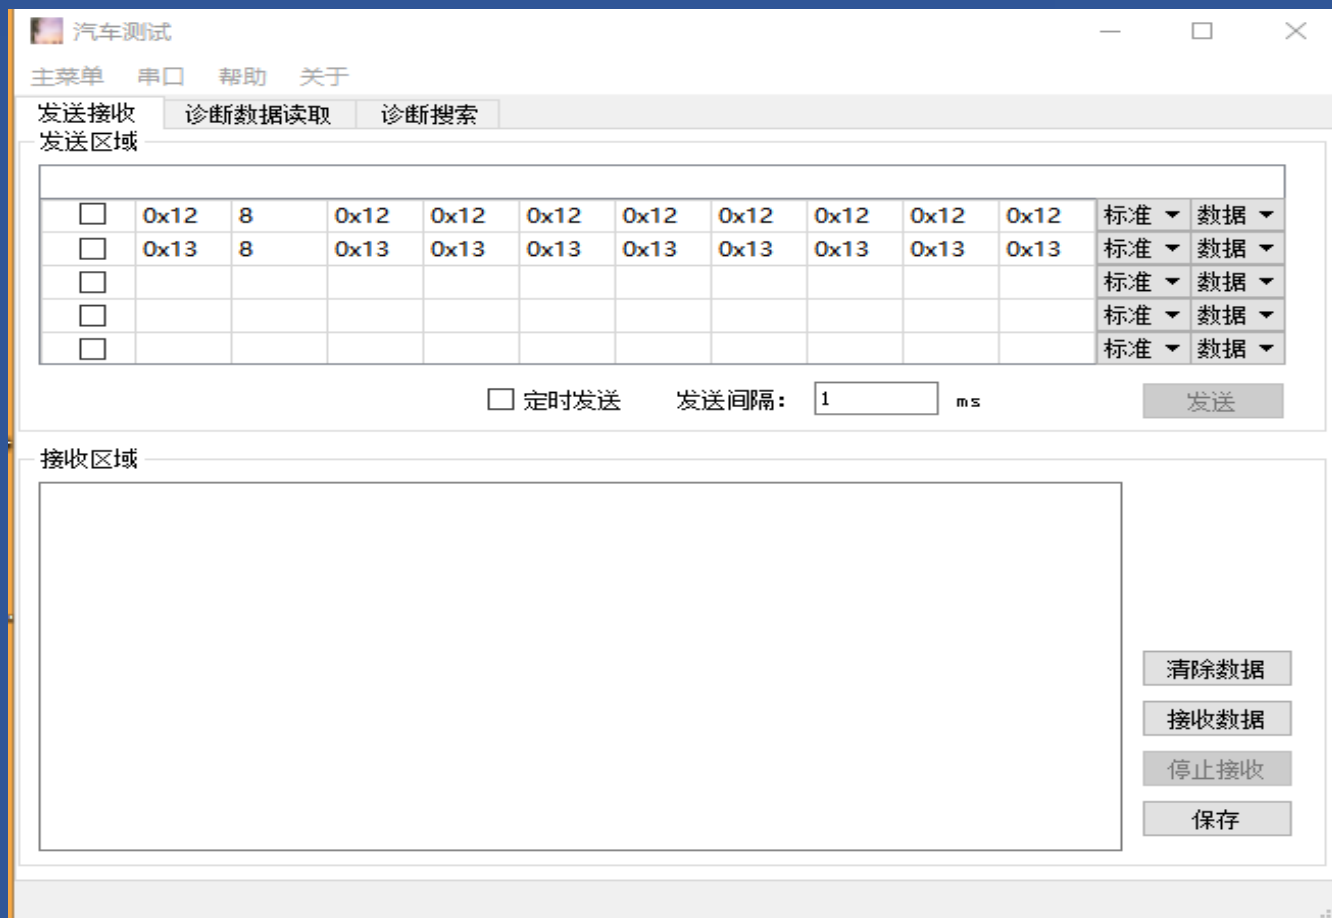 汽车测试
主菜单 串口 帮助 关于
发送接收 诊断数据读取 诊断搜索
发送区域
0x12 8 0x12 0x12 0x12 0x12 0x12 0x12 0x12 0x12 标准 数据
0x13 8 0x13 0x13 0x13 0x13 0x13 0x13 0x13 0x13 标准 数据
标准 数据
标准 数据
标准 数据
定时发送 发送间隔: 1 ms 发送
接收区域
清除数据
接收数据
停止接收
保存